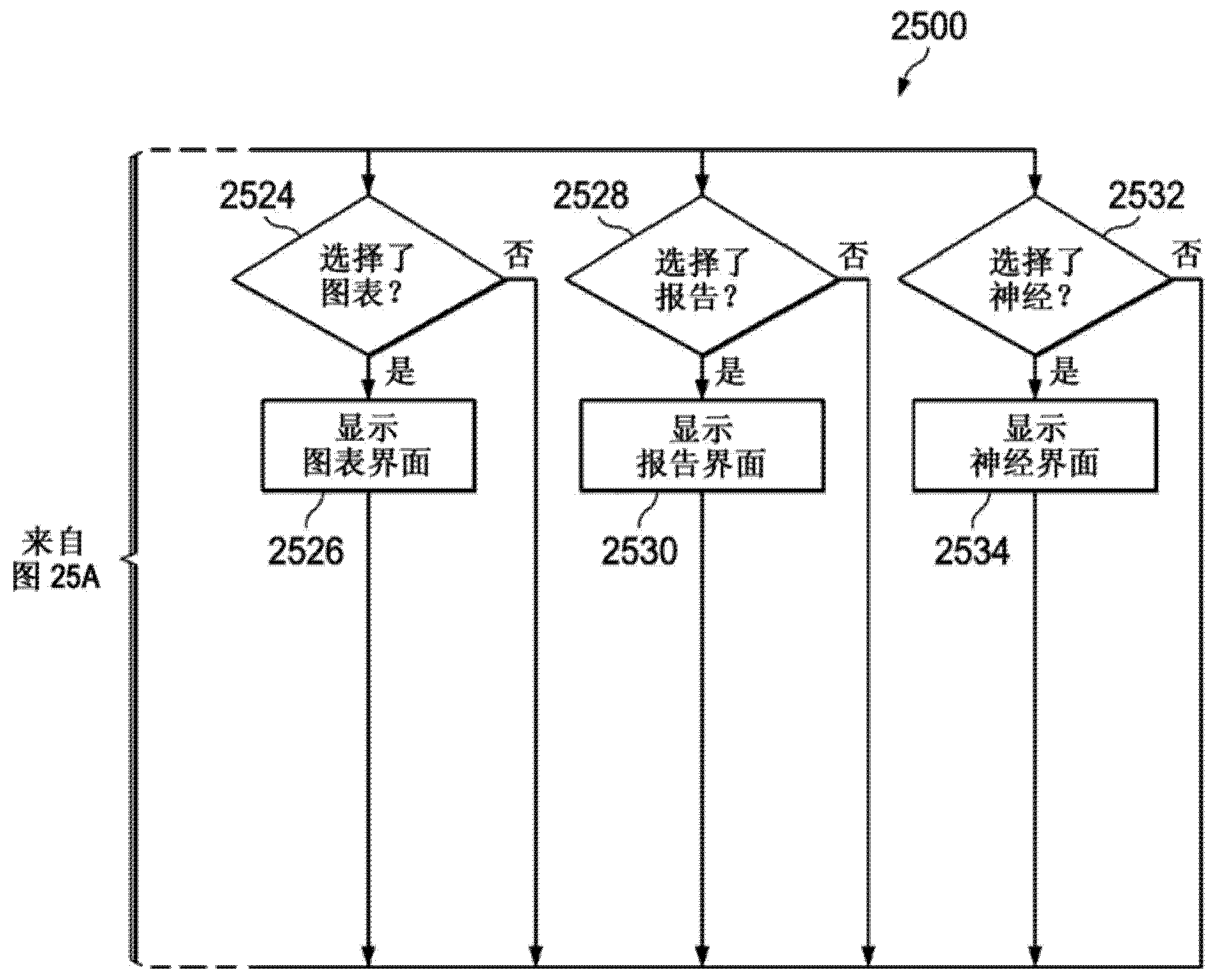 2500
2524
选择了
图表?
否
是
显示
图表界面
2526
2528
选择了
报告?
否
是
显示
报告界面
2530
2532
选择了
神经?
否
是
显示
神经界面
2534
来自
图 25A